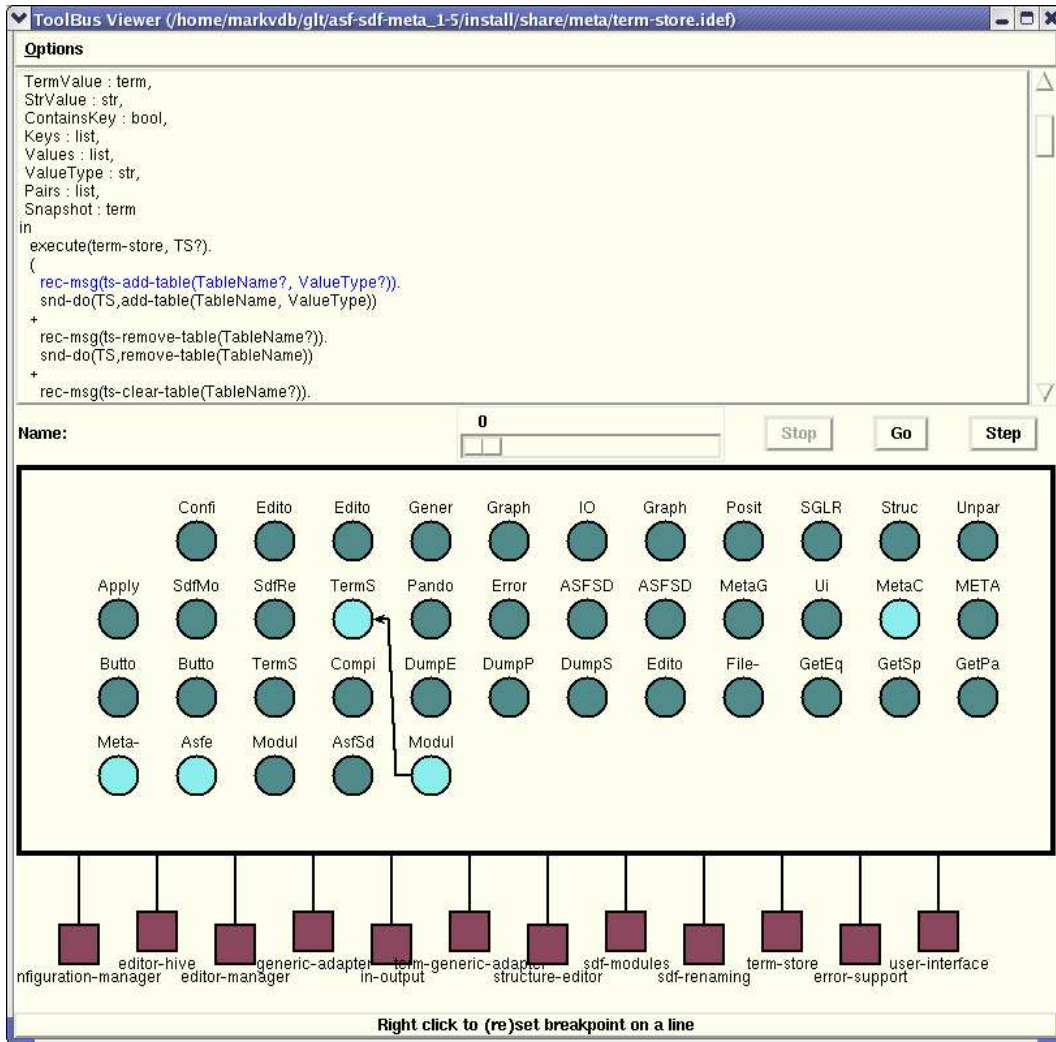 ToolBus Viewer (/home/markvdb/glt/asf-sdf-meta_1-5/install/share/meta/term-store.idef)
Options
TermValue : term,
StrValue : str,
ContainsKey : bool,
Keys : list,
Values : list,
ValueType : str,
Pairs : list,
Snapshot : term
in
execute(term-store, TS?).
(
rec-msg(ts-add-table(TableName?, ValueType?)).
snd-do(TS,add-table(TableName, ValueType))
+
rec-msg(ts-remove-table(TableName?)).
snd-do(TS,remove-table(TableName))
+
rec-msg(ts-clear-table(TableName?)).
Name: 0 Stop Go Step
Confi Edito Edito Gener Graph IO Graph Posit SGLR Struc Unpar
Apply SdfMo SdfRe TermS Pando Error ASFSD ASFSD MetaG Ui MetaC META
Butto Butto TermS Compi DumpE DumpP DumpS Edito File- GetEq GetSp GetPa
Meta- Asfe Modul AsfSd Modul
editor-hive generic-adapter term-generic-adapter sdf-modules term-store user-interface
nfiguration-manager editor-manager in-output structure-editor sdf-renaming error-support
Right click to (re)set breakpoint on a line